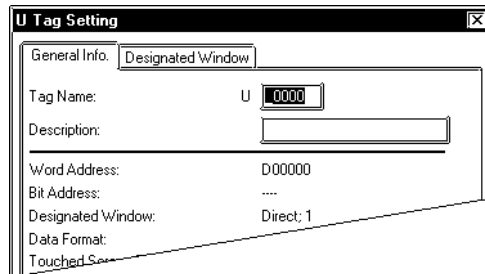 U Tag Setting
General Info. Designated Window
Tag Name: U 0000
Description:
Word Address: D00000
Bit Address: ----
Designated Window: Direct; 1
Data Format:
Touched